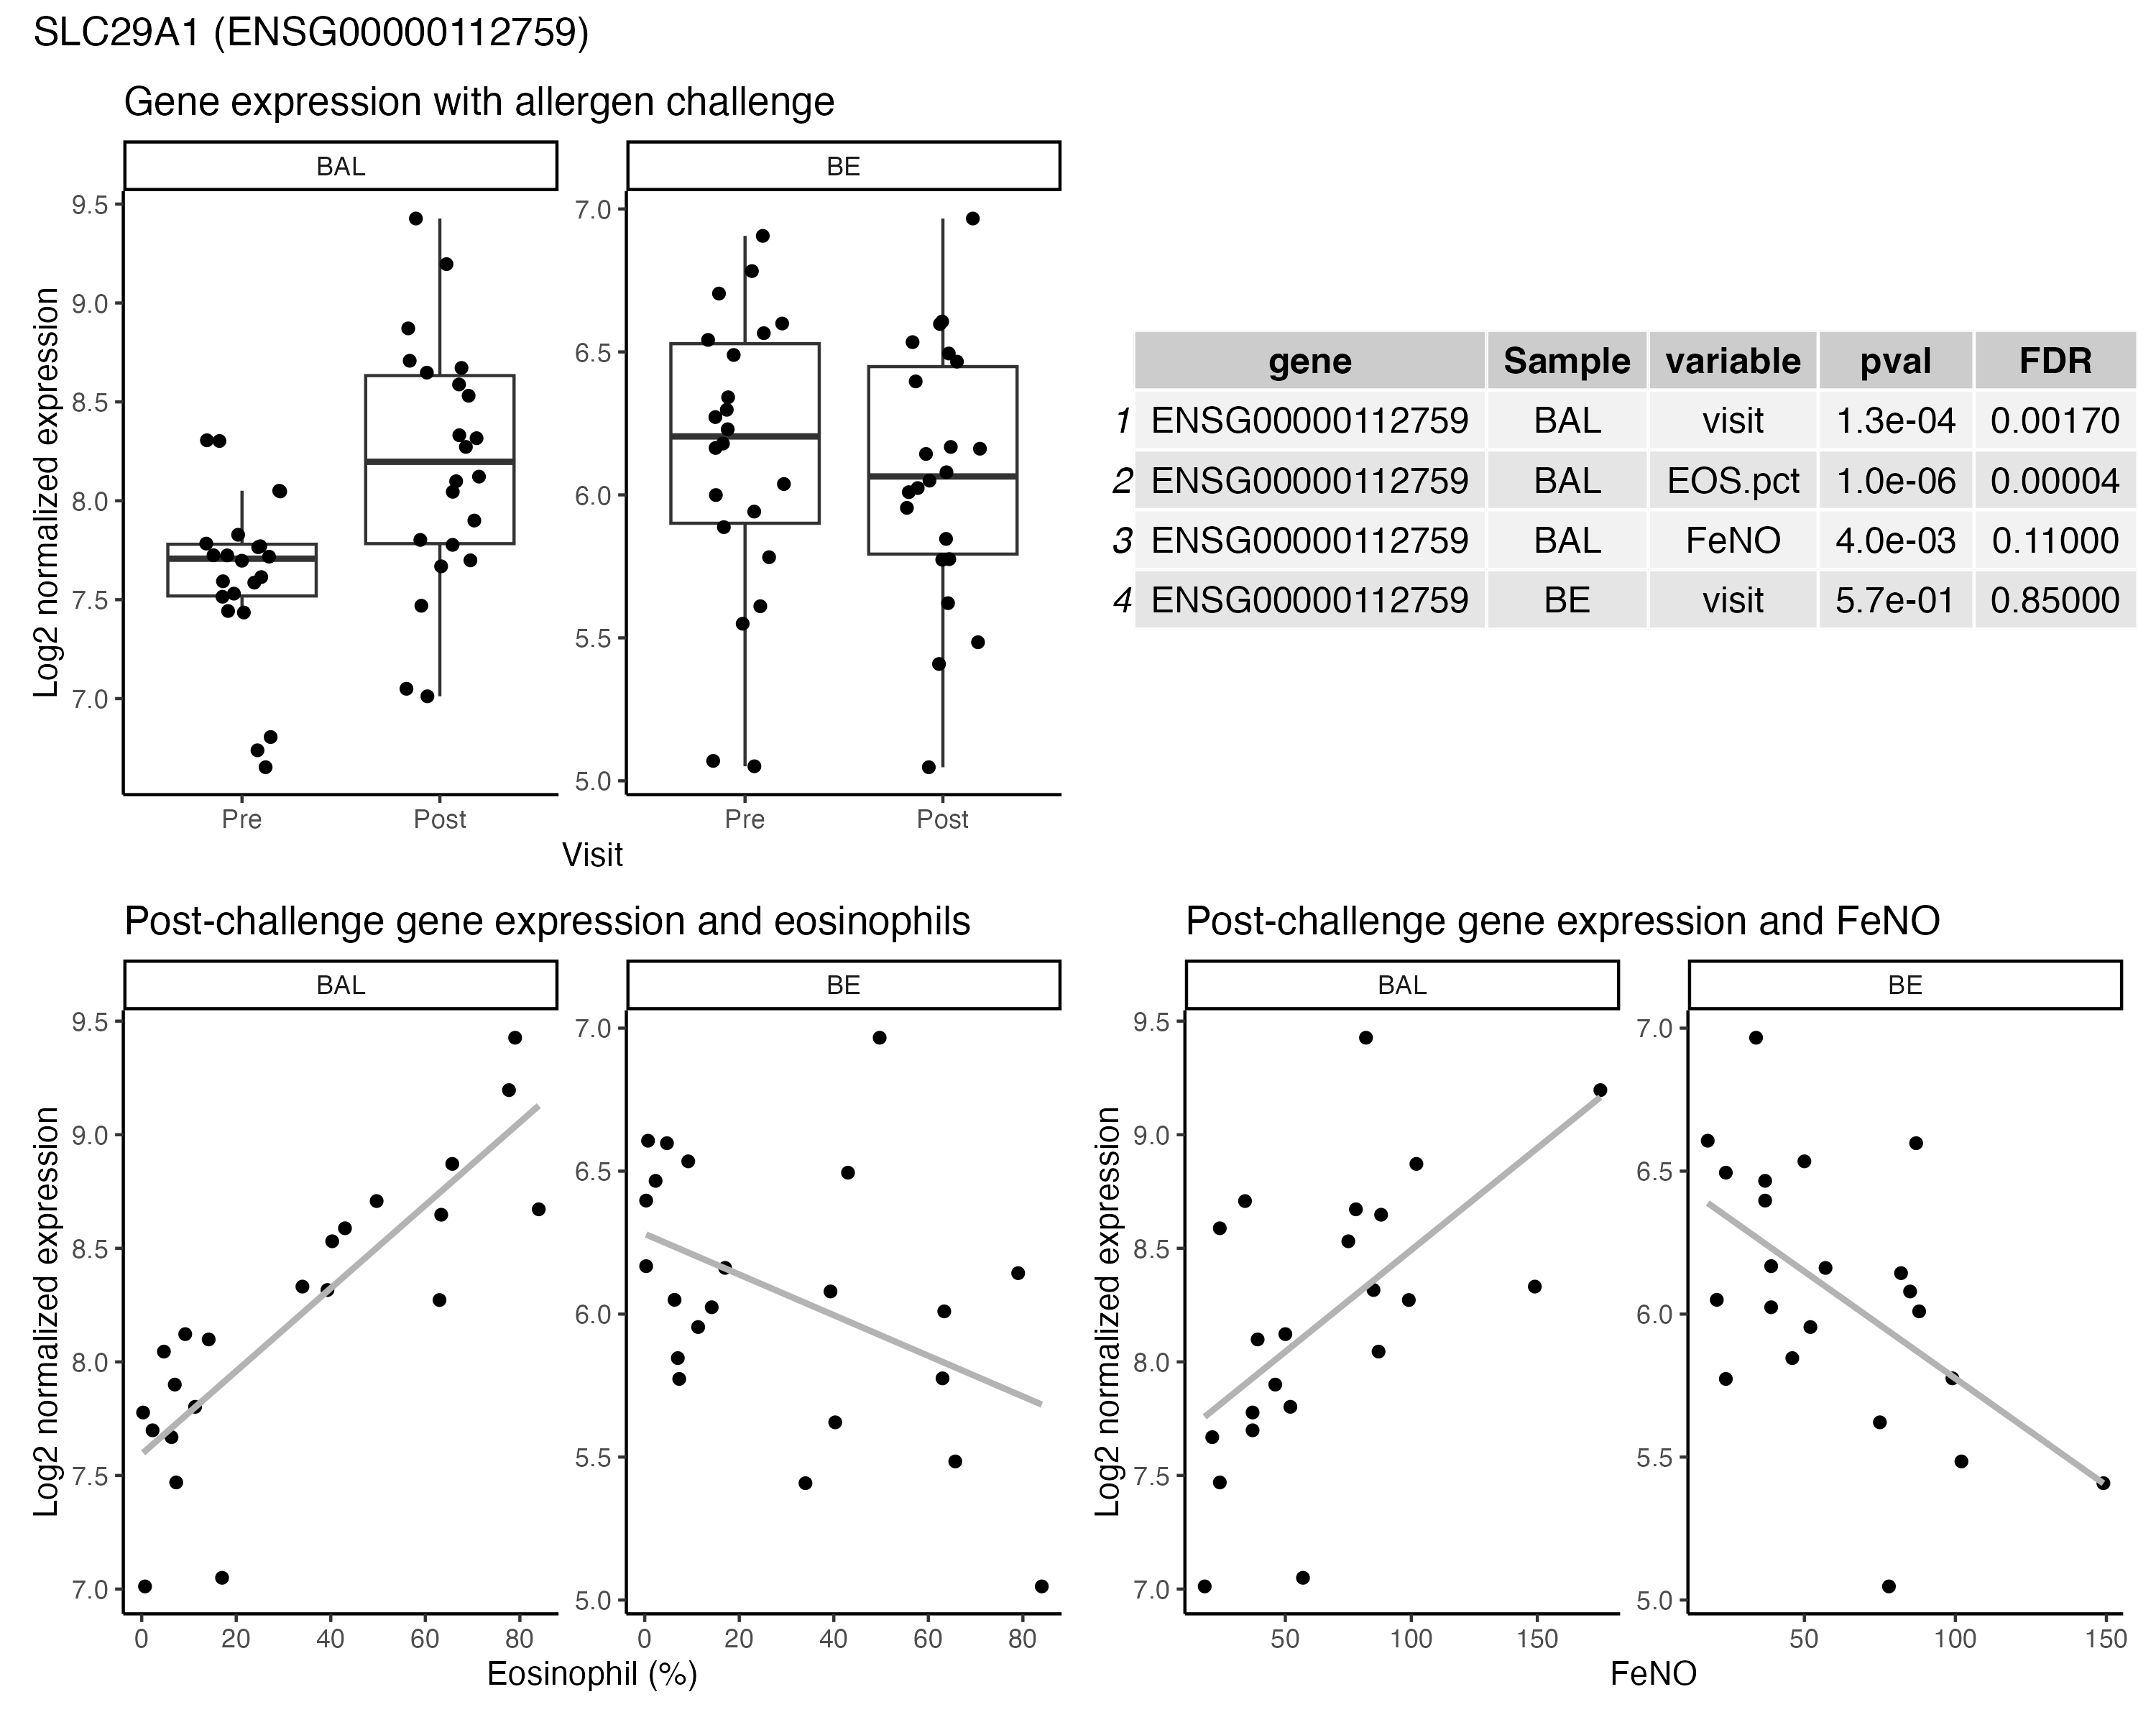 SLC29A1 (ENSG00000112759)
Gene expression with allergen challenge
BAL
BE
Log2 normalized expression
9.5
9.0
8.5
8.0
7.5
7.0
7.0
6.5
6.0
5.5
5.0
Pre
Post
Pre
Post
Visit
gene Sample variable pval FDR
1 ENSG00000112759 BAL visit 1.3e-04 0.00170
2 ENSG00000112759 BAL EOS.pct 1.0e-06 0.00004
3 ENSG00000112759 BAL FeNO 4.0e-03 0.11000
4 ENSG00000112759 BE visit 5.7e-01 0.85000
Post-challenge gene expression and eosinophils
BAL
BE
Log2 normalized expression
9.5
9.0
8.5
8.0
7.5
7.0
7.0
6.5
6.0
5.5
5.0
0 20 40 60 80
0 20 40 60 80
Eosinophil (%)
Post-challenge gene expression and FeNO
BAL
BE
Log2 normalized expression
9.5
9.0
8.5
8.0
7.5
7.0
7.0
6.5
6.0
5.5
5.0
50 100 150
50 100 150
FeNO